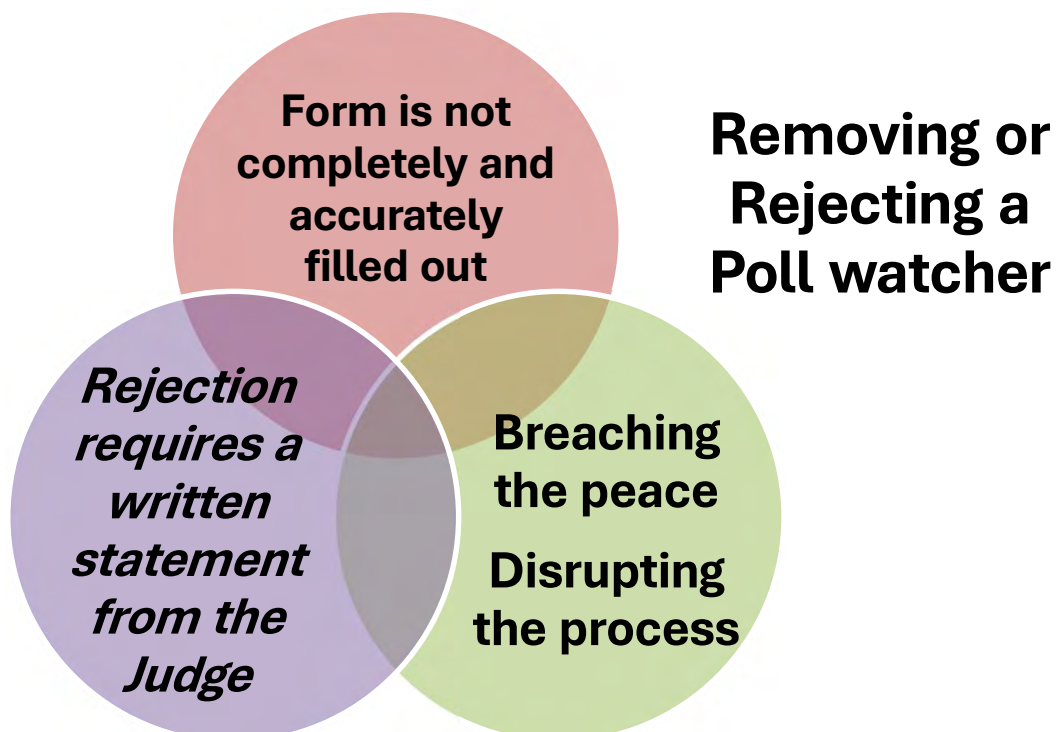 Form is not
completely and
accurately
filled out
Removing or
Rejecting a
Poll watcher
Rejection
requires a
written
statement
from the
Judge
Breaching
the peace
Disrupting
the process